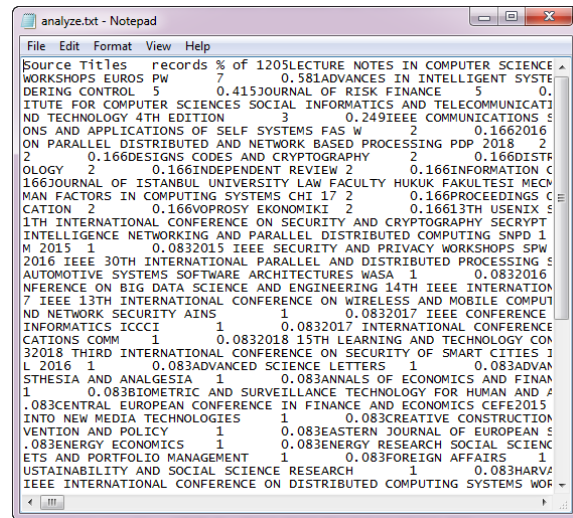 analyze.txt - Notepad
File Edit Format View Help
Source Titles records % of 1205LECTURE NOTES IN COMPUTER SCIENCE
WORKSHOPS EUROS PW 7 0.581ADVANCES IN INTELLIGENT SYSTE
DERING CONTROL 5 0.415JOURNAL OF RISK FINANCE 5 0.
ITUTE FOR COMPUTER SCIENCES SOCIAL INFORMATICS AND TELECOMMUNICATI
ND TECHNOLOGY 4TH EDITION 3 0.249IEEE COMMUNICATIONS S
ONS AND APPLICATIONS OF SELF SYSTEMS FAS W 2 0.1662016
ON PARALLEL DISTRIBUTED AND NETWORK BASED PROCESSING PDP 2018 2
2 0.166DESIGNS CODES AND CRYPTOGRAPHY 2 0.166DISTR
OLOGY 2 0.166INDEPENDENT REVIEW 2 0.166INFORMATION C
166JOURNAL OF ISTANBUL UNIVERSITY LAW FACULTY HUKUK FAKULTESI MECM
MAN FACTORS IN COMPUTING SYSTEMS CHI 17 2 0.166PROCEEDINGS C
CATION 2 0.166VOPROSY EKONOMIKI 2 0.16613TH USENIX S
1TH INTERNATIONAL CONFERENCE ON SECURITY AND CRYPTOGRAPHY SECRYPT
INTELLIGENCE NETWORKING AND PARALLEL DISTRIBUTED COMPUTING SNPD 1
M 2015 1 0.0832015 IEEE SECURITY AND PRIVACY WORKSHOPS SPW
2016 IEEE 30TH INTERNATIONAL PARALLEL AND DISTRIBUTED PROCESSING S
AUTOMOTIVE SYSTEMS SOFTWARE ARCHITECTURES WASA 1 0.0832016
NFERENCE ON BIG DATA SCIENCE AND ENGINEERING 14TH IEEE INTERNATION
7 IEEE 13TH INTERNATIONAL CONFERENCE ON WIRELESS AND MOBILE COMPUT
ND NETWORK SECURITY AINS 1 0.0832017 IEEE CONFERENCE
INFORMATICS ICCCI 1 0.0832017 INTERNATIONAL CONFERENCE
CATIONS COMM 1 0.0832018 15TH LEARNING AND TECHNOLOGY CON
32018 THIRD INTERNATIONAL CONFERENCE ON SECURITY OF SMART CITIES I
L 2016 1 0.083ADVANCED SCIENCE LETTERS 1 0.083ADVAN
STHESIA AND ANALGESIA 1 0.083ANNALS OF ECONOMICS AND FINAN
1 0.083BIOMETRIC AND SURVEILLANCE TECHNOLOGY FOR HUMAN AND A
.083CENTRAL EUROPEAN CONFERENCE IN FINANCE AND ECONOMICS CEFE2015
INTO NEW MEDIA TECHNOLOGIES 1 0.083CREATIVE CONSTRUCTION
VENTION AND POLICY 1 0.083EASTERN JOURNAL OF EUROPEAN S
.083ENERGY ECONOMICS 1 0.083ENERGY RESEARCH SOCIAL SCIENC
ETS AND PORTFOLIO MANAGEMENT 1 0.083FOREIGN AFFAIRS 1
USTAINABILITY AND SOCIAL SCIENCE RESEARCH 1 0.083HARVA
IEEE INTERNATIONAL CONFERENCE ON DISTRIBUTED COMPUTING SYSTEMS WOR